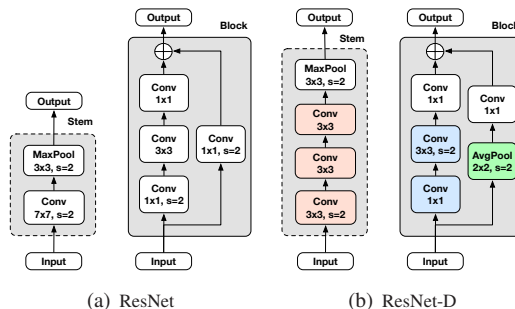 Output
Stem
MaxPool
3x3, s=2
Conv
7x7, s=2
Input
Output
Block
Conv
1x1
Conv
3x3
Conv
1x1, s=2
Conv
1x1, s=2
Input
(a) ResNet
Output
Stem
MaxPool
3x3, s=2
Conv
3x3
Conv
3x3
Conv
3x3, s=2
Input
Output
Block
Conv
1x1
Conv
1x1
Conv
3x3, s=2
AvgPool
2x2, s=2
Conv
1x1
Input
(b) ResNet-D